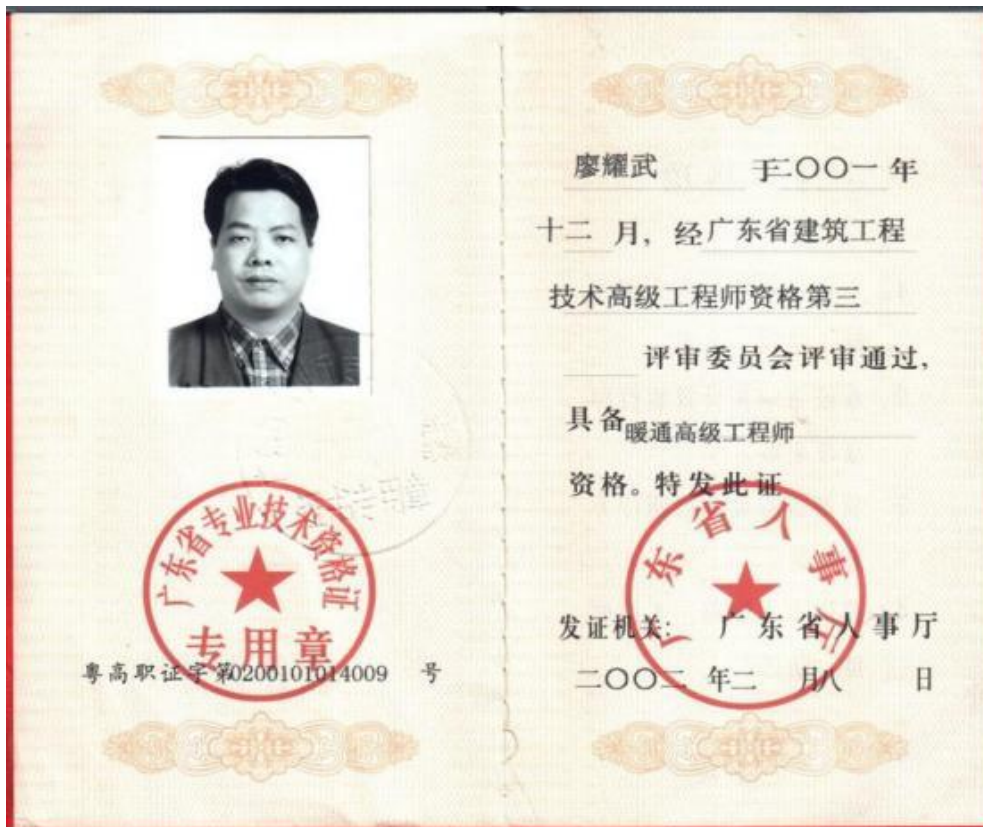 广东省专业技术资格证
专用章
粤高职证字第0200101014009 号
廖耀武 于二〇〇一年
十二 月，经广东省建筑工程
技术高级工程师资格第三
评审委员会评审通过，
具备暖通高级工程师
资格。特发此证
广东省人事厅
发证机关： 广东省人事厅
二〇〇二 年二 月八 日